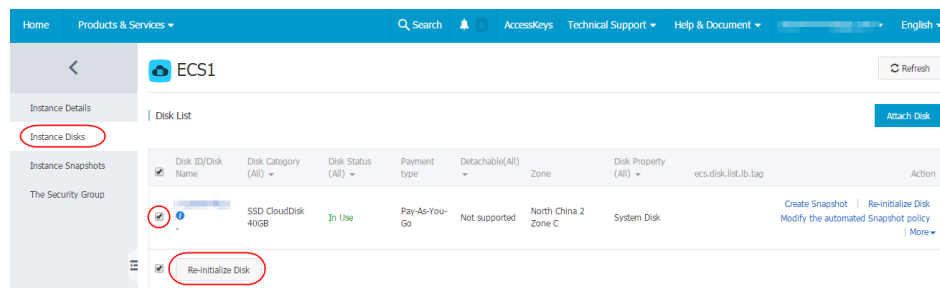 Home Products & Services Search 0 AccessKeys Technical Support Help & Document English
ECS1
Refresh
Instance Details
Disk List
Attach Disk
Instance Disks
Instance Snapshots
The Security Group
Disk ID/Disk Name
Disk Category (All)
Disk Status (All)
Payment type
Detachable(All)
Zone
Disk Property (All)
ecs.disk.list.lb.tag
Action
-
SSD CloudDisk 40GB
In Use
Pay-As-You-Go
Not supported
North China 2 Zone C
System Disk
Create Snapshot | Re-initialize Disk
Modify the automated Snapshot policy
| More
Re-initialize Disk